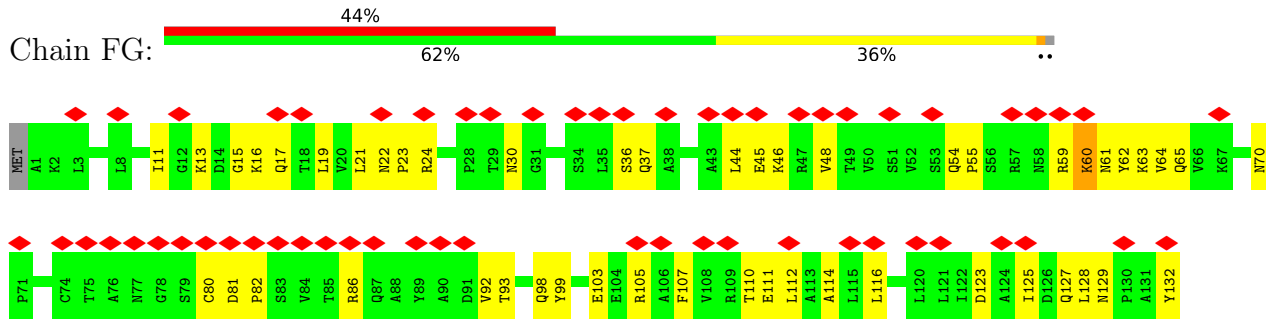 44%
Chain FG:
62% 36% ••
MET A1 K2 L3 L8 I11 G12 K13 D14 G15 K16 Q17 T18 L19 V20 L21 N22 P23 R24 P28 T29 N30 G31 S34 L35 S36 Q37 A38 A43 L44 E45 K46 R47 V48 T49 V50 S51 V52 S53 Q54 P55 S56 R57 N58 R59 K60 N61 Y62 K63 V64 Q65 V66 K67 N70
P71 C74 T75 A76 N77 G78 S79 C80 D81 P82 S83 V84 T85 R86 Q87 A88 Y89 A90 D91 V92 T93 Q98 Y99 E103 E104 R105 A106 F107 V108 R109 T110 E111 L112 A113 A114 L115 L116 L120 L121 I122 D123 A124 I125 D126 Q127 L128 N129 P130 A131 Y132